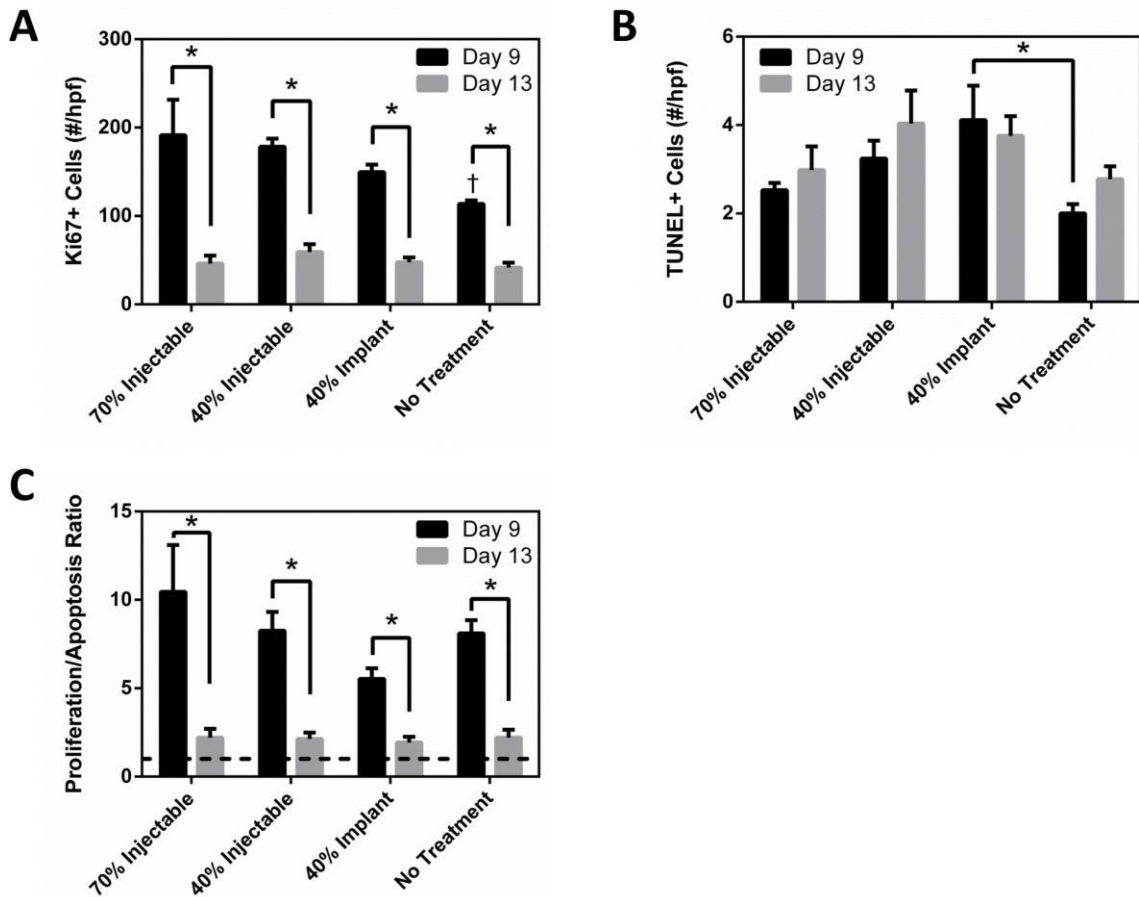 A
Ki67+ Cells (#/hpf)
300
200
100
0
Day 9
Day 13
*
*
*
*
†
70% Injectable
40% Injectable
40% Implant
No Treatment
B
TUNEL+ Cells (#/hpf)
6
4
2
0
Day 9
Day 13
*
70% Injectable
40% Injectable
40% Implant
No Treatment
C
Proliferation/Apoptosis Ratio
15
10
5
0
Day 9
Day 13
*
*
*
*
70% Injectable
40% Injectable
40% Implant
No Treatment